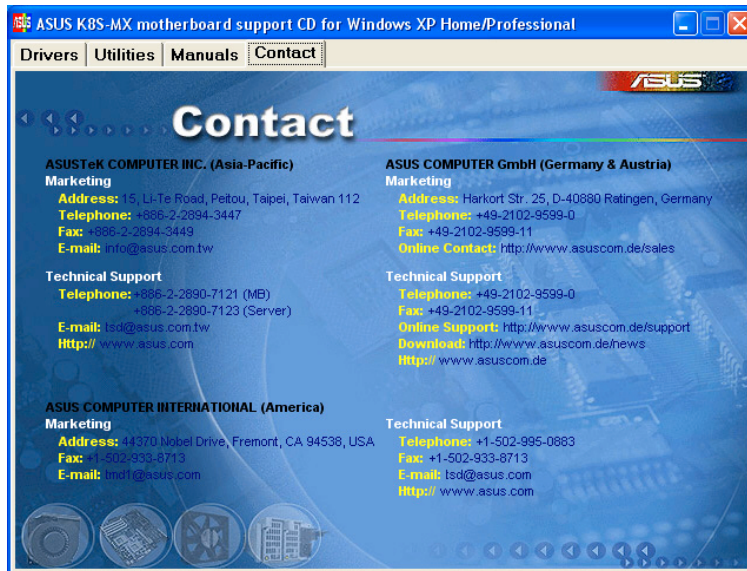 ASUS K8S-MX motherboard support CD for Windows XP Home/Professional
Drivers Utilities Manuals Contact
ASUS
Contact
ASUSTeK COMPUTER INC. (Asia-Pacific)
Marketing
Address: 15, Li-Te Road, Peitou, Taipei, Taiwan 112
Telephone: +886-2-2894-3447
Fax: +886-2-2894-3449
E-mail: info@asus.com.tw
Technical Support
Telephone: +886-2-2890-7121 (MB)
+886-2-2890-7123 (Server)
E-mail: tsd@asus.com.tw
Http:// www.asus.com
ASUS COMPUTER GmbH (Germany & Austria)
Marketing
Address: Harkort Str. 25, D-40880 Ratingen, Germany
Telephone: +49-2102-9599-0
Fax: +49-2102-9599-11
Online Contact: http://www.asuscom.de/sales
Technical Support
Telephone: +49-2102-9599-0
Fax: +49-2102-9599-11
Online Support: http://www.asuscom.de/support
Download: http://www.asuscom.de/news
Http:// www.asuscom.de
ASUS COMPUTER INTERNATIONAL (America)
Marketing
Address: 44370 Nobel Drive, Fremont, CA 94538, USA
Fax: +1-502-933-8713
E-mail: tmd1@asus.com
Technical Support
Telephone: +1-502-995-0883
Fax: +1-502-933-8713
E-mail: tsd@asus.com
Http:// www.asus.com